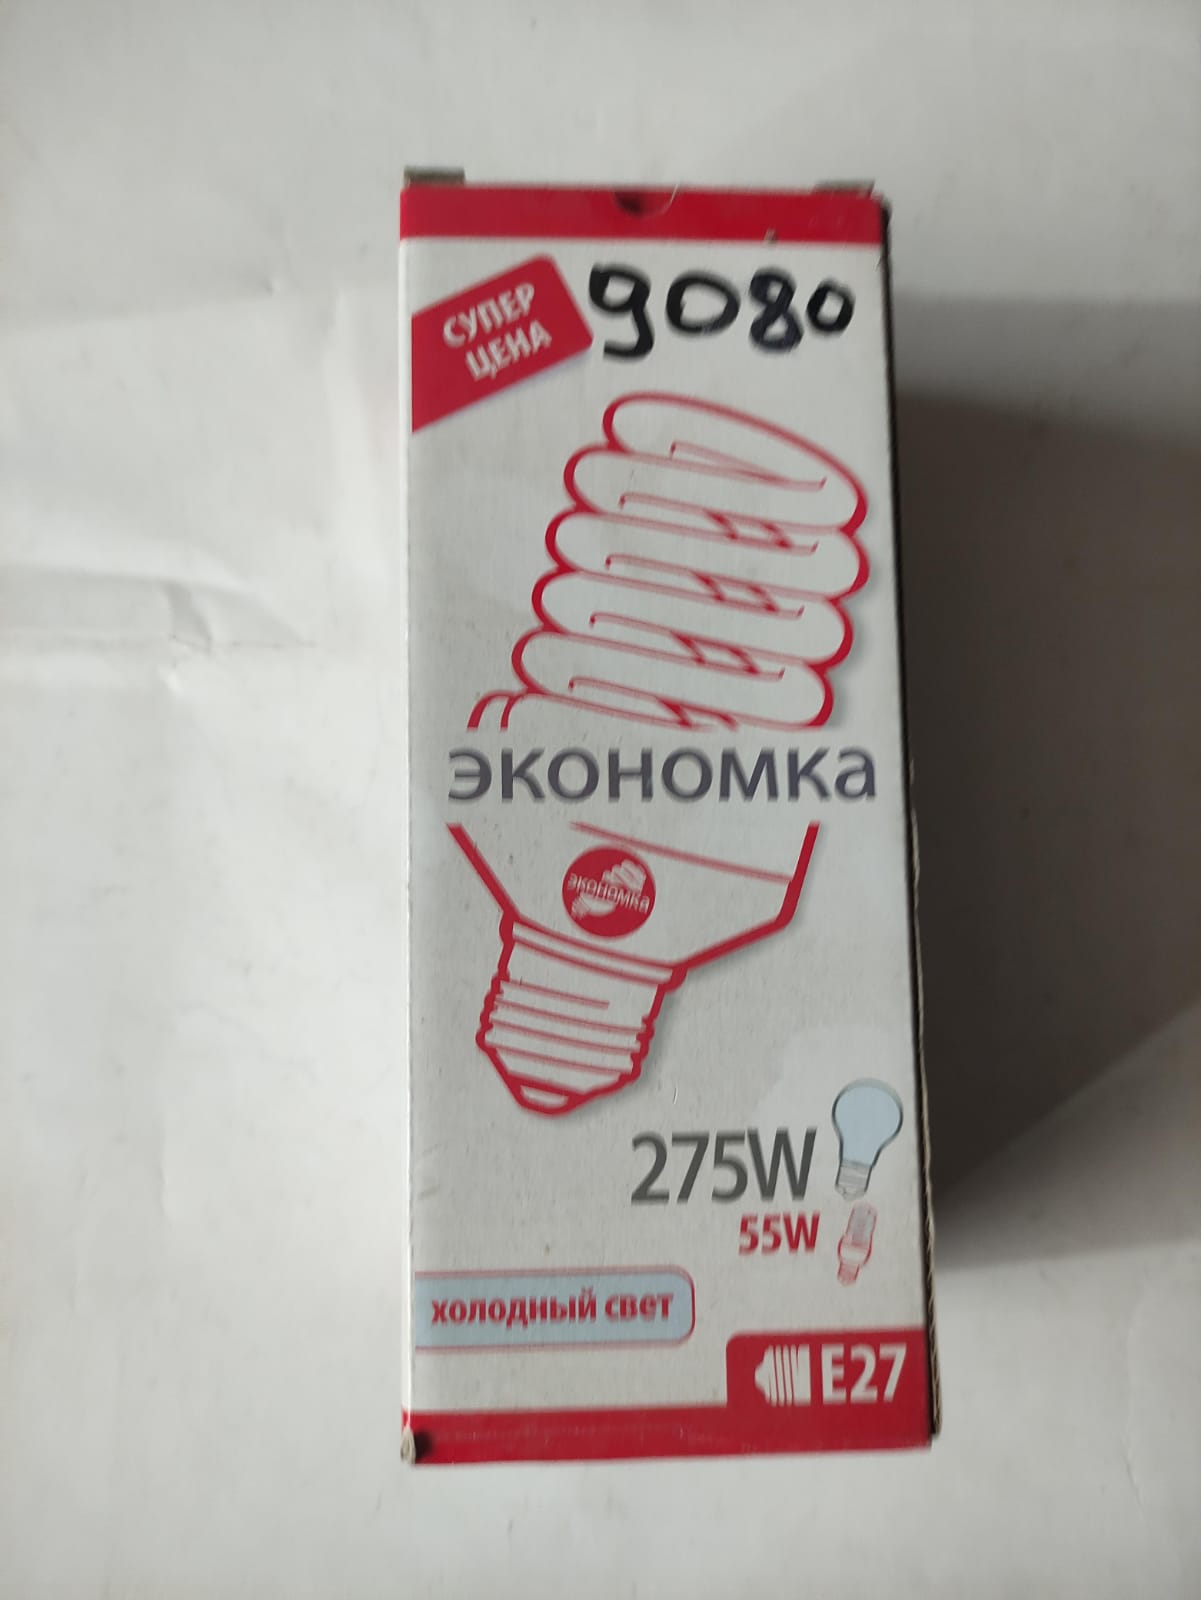 СУПЕР
ЦЕНА
9080
ЭКОНОМКА
ЭКОНОМКА
275W
55W
холодный свет
E27